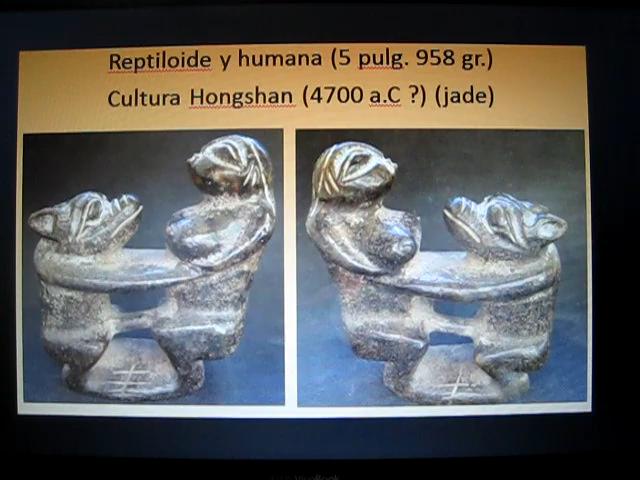 Reptiloide y humana (5 pulg. 958 gr.)
Cultura Hongshan (4700 a.C ?) (jade)